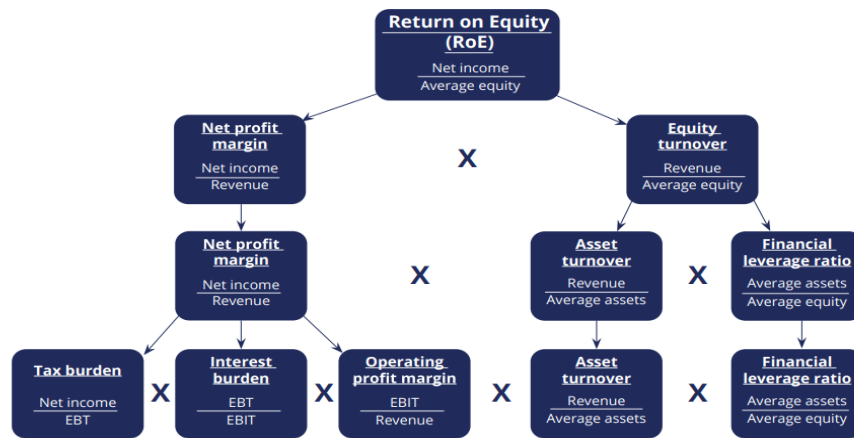 Return on Equity
(RoE)
Net income
Average equity
Net profit
margin
Net income
Revenue
X
Equity
turnover
Revenue
Average equity
Net profit
margin
Net income
Revenue
X
Asset
turnover
Revenue
Average assets
X
Financial
leverage ratio
Average assets
Average equity
Tax burden
Net income
EBT
X
Interest
burden
EBT
EBIT
X
Operating
profit margin
EBIT
Revenue
X
Asset
turnover
Revenue
Average assets
X
Financial
leverage ratio
Average assets
Average equity